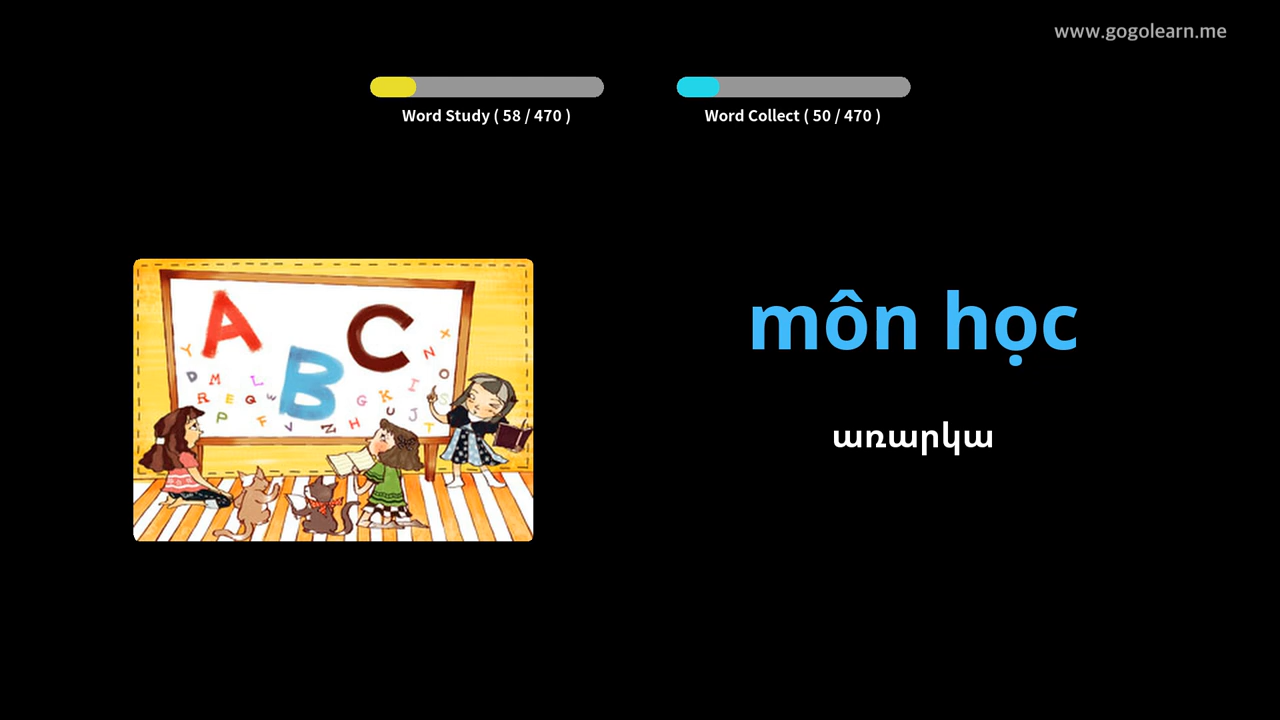 www.gogolearn.me
Word Study ( 58 / 470 )
Word Collect ( 50 / 470 )
A
C
B
Y
X
N
D
M
L
O
R
E
Q
W
G
K
I
P
F
V
Z
H
U
J
T
S
môn học
առարկա